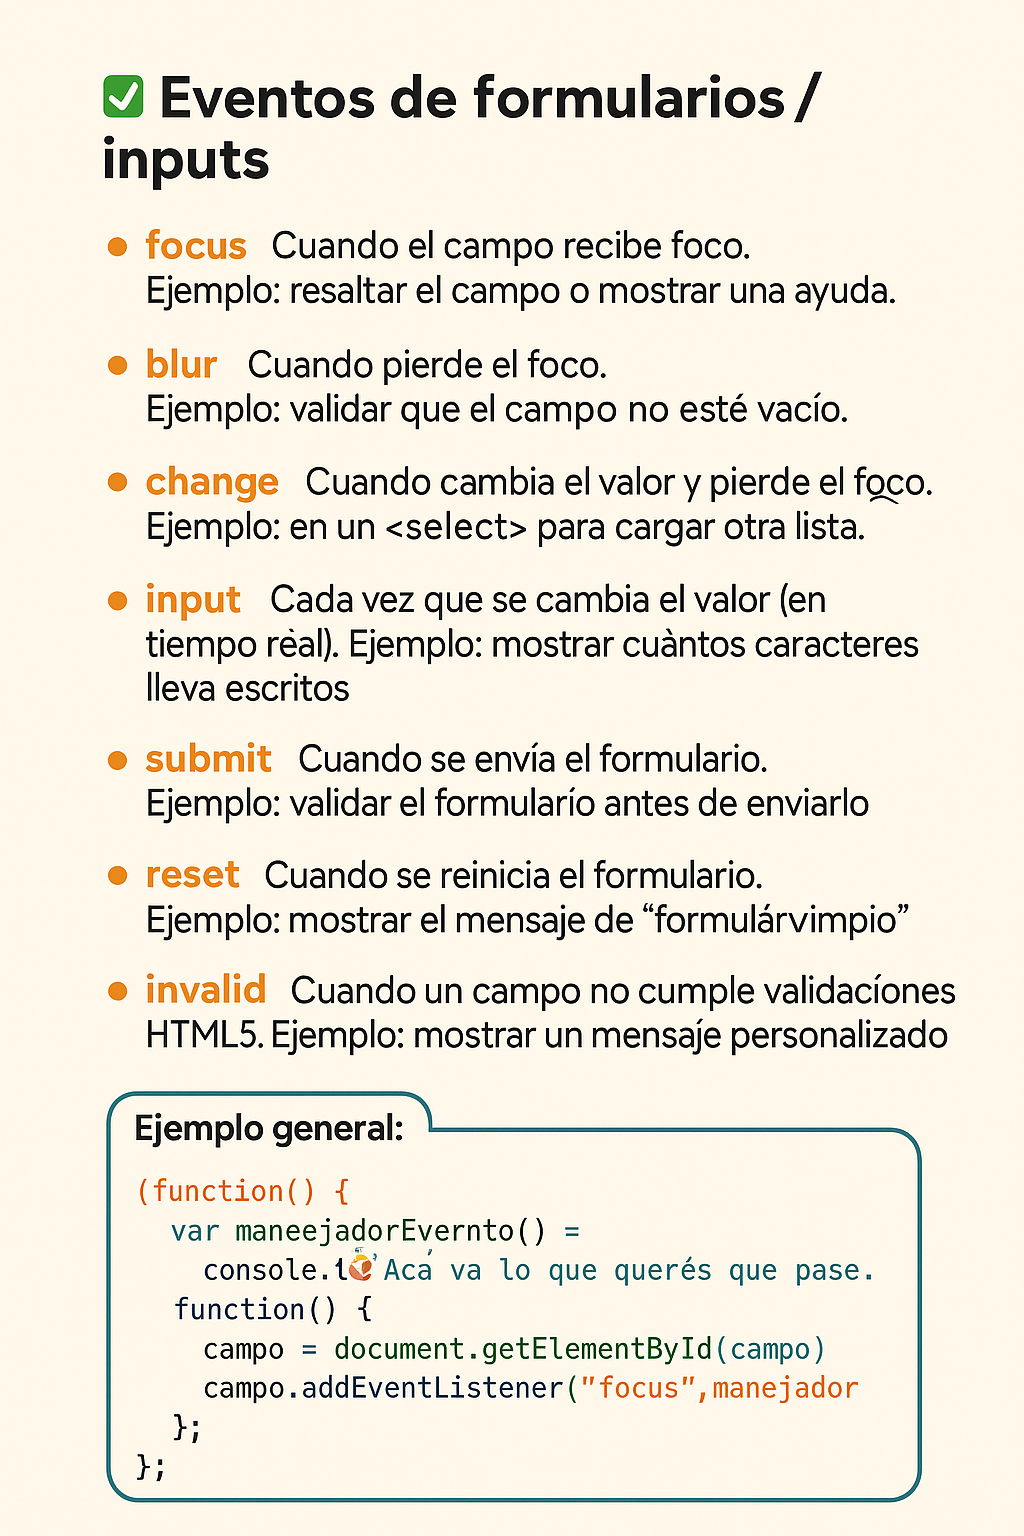 ✅ Eventos de formularios /
inputs
• focus Cuando el campo recibe foco.
Ejemplo: resaltar el campo o mostrar una ayuda.
• blur Cuando pierde el foco.
Ejemplo: validar que el campo no esté vacío.
• change Cuando cambia el valor y pierde el foco.
Ejemplo: en un <select> para cargar otra lista.
• input Cada vez que se cambia el valor (en
tiempo rèal). Ejemplo: mostrar cuàntos caracteres
lleva escritos
• submit Cuando se envía el formulario.
Ejemplo: validar el formularío antes de enviarlo
• reset Cuando se reinicia el formulario.
Ejemplo: mostrar el mensaje de “formulárvimpio”
• invalid Cuando un campo no cumple validacíones
HTML5. Ejemplo: mostrar un mensaje personalizado
Ejemplo general:
(function() {
var maneejadorEvernto() =
console. Acá va lo que querés que pase.
function() {
campo = document.getElementById(campo)
campo.addEventListener("focus",manejador
};
};